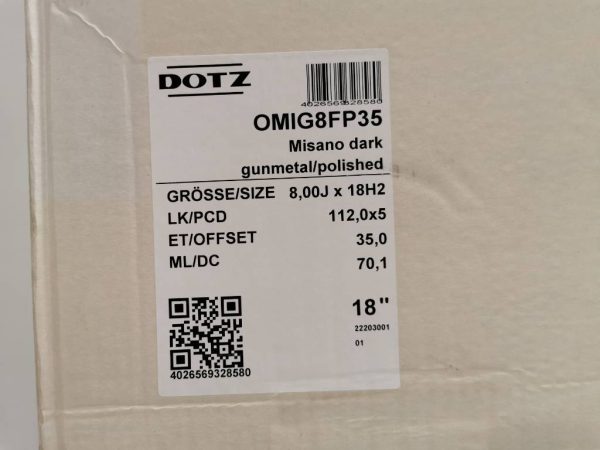 DOTZ
4026569328580
OMIG8FP35
Misano dark
gunmetal/polished
GRÖSSE/SIZE 8,00J x 18H2
LK/PCD 112,0x5
ET/OFFSET 35,0
ML/DC 70,1
18"
22203001
01
4026569328580